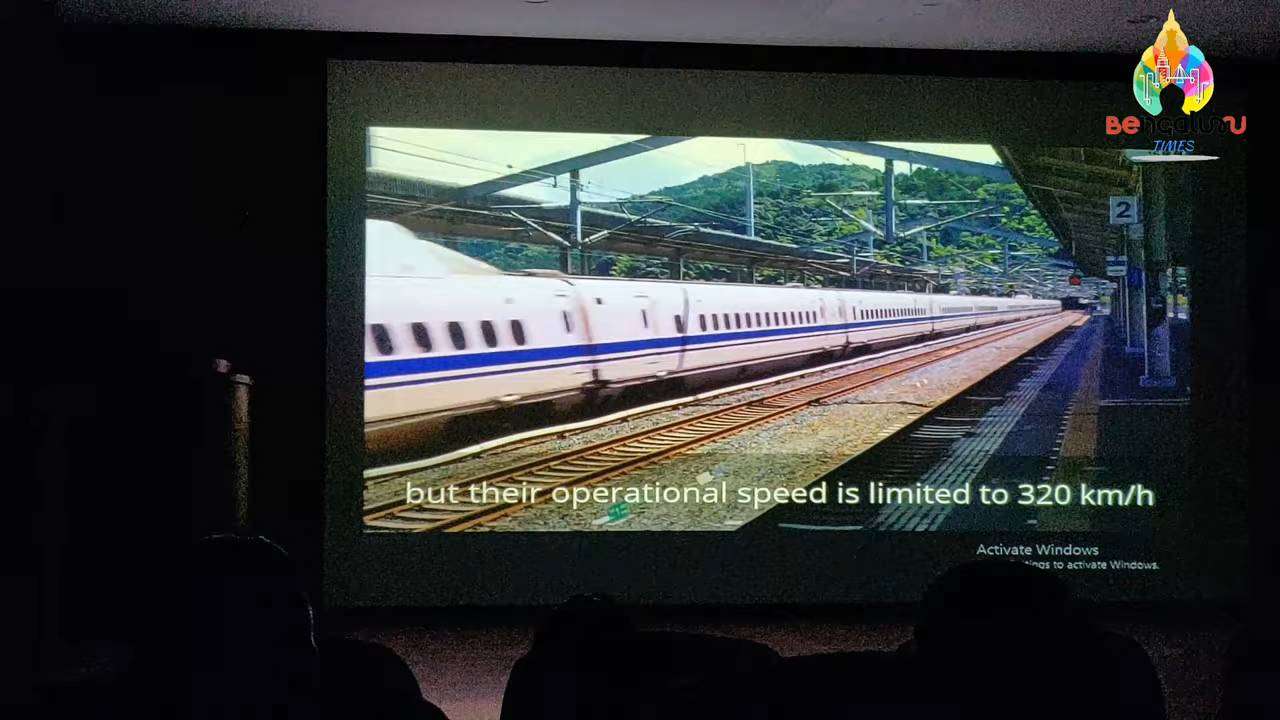 Bengaluru
TIMES
2
but their operational speed is limited to 320 km/h
Activate Windows
to activate Windows.